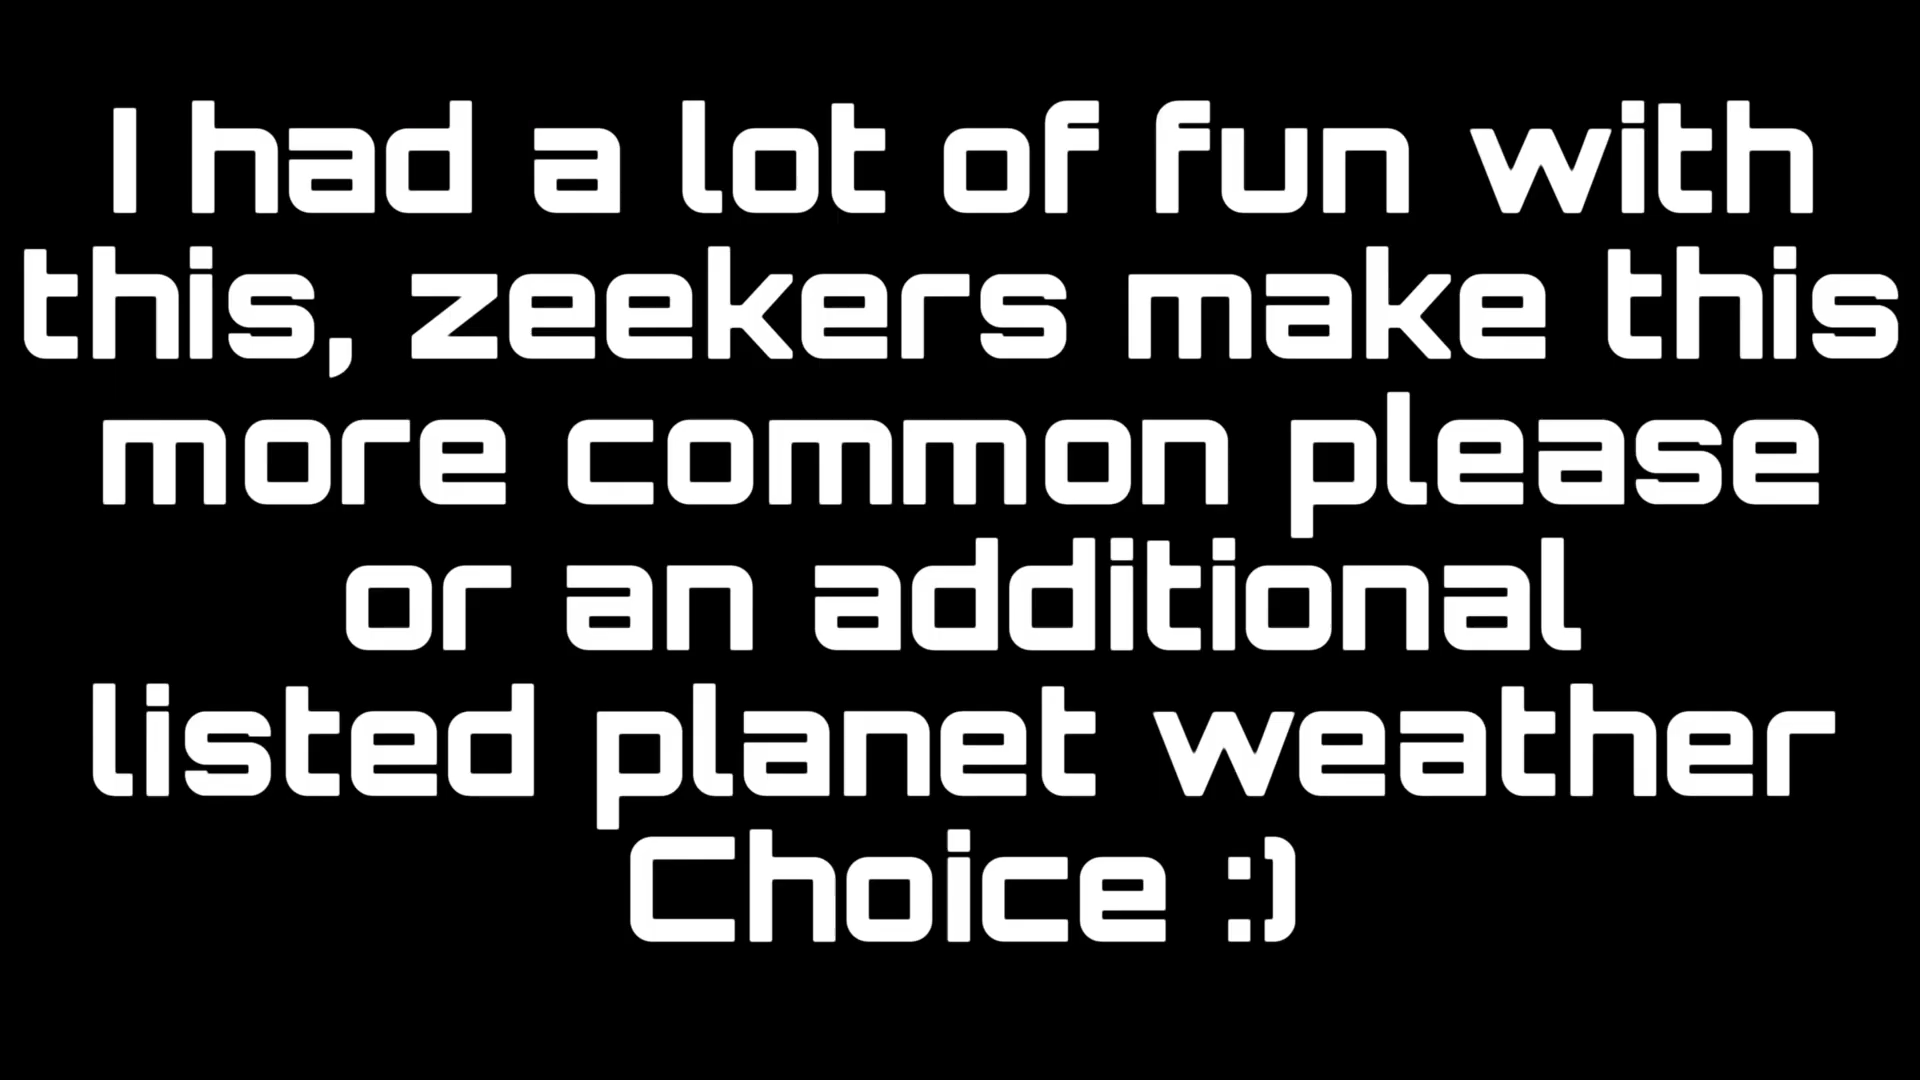 I had a lot of fun with
this, zeekers make this
more common please
or an additional
listed planet weather
Choice :)